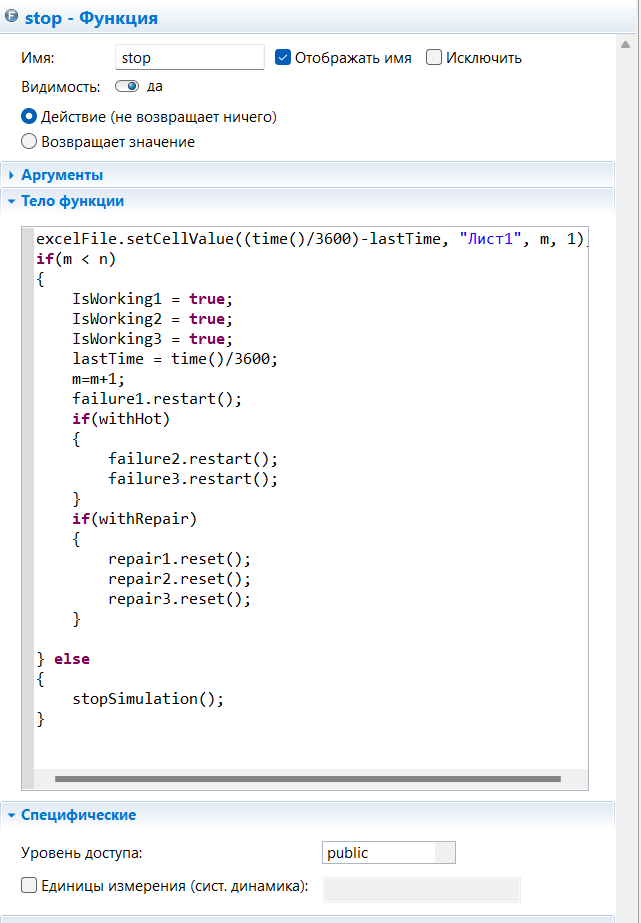 stop - Функция
Имя: stop Отображать имя Исключить
Видимость: да
Действие (не возвращает ничего)
Возвращает значение
Аргументы
Тело функции
excelFile.setCellValue((time()/3600)-lastTime, "Лист1", m, 1)
if(m < n)
{
IsWorking1 = true;
IsWorking2 = true;
IsWorking3 = true;
lastTime = time()/3600;
m=m+1;
failure1.restart();
if(withHot)
{
failure2.restart();
failure3.restart();
}
if(withRepair)
{
repair1.reset();
repair2.reset();
repair3.reset();
}
} else
{
stopSimulation();
}
Специфические
Уровень доступа: public
Единицы измерения (сист. динамика):